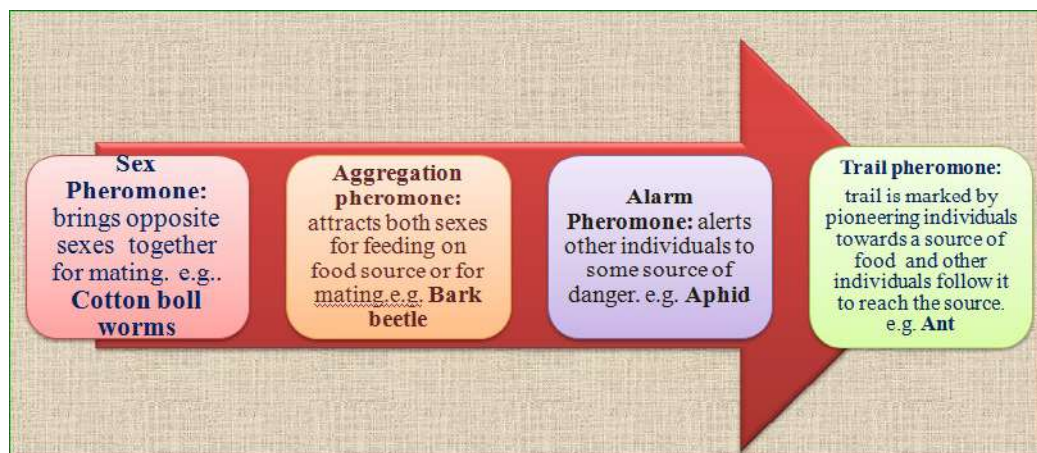 Sex
Pheromone:
brings opposite
sexes together
for mating. e.g..
Cotton boll
worms
Aggregation
pheromone:
attracts both sexes
for feeding on
food source or for
mating.e.g. Bark
beetle
Alarm
Pheromone: alerts
other individuals to
some source of
danger. e.g. Aphid
Trail pheromone:
trail is marked by
pioneering individuals
towards a source of
food and other
individuals follow it
to reach the source.
e.g. Ant